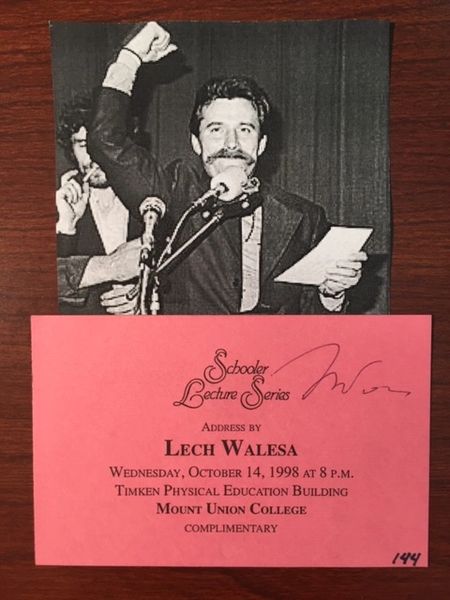 Schooler
Lecture Series
Address by
Lech Walesa
Wednesday, October 14, 1998 at 8 p.m.
Timken Physical Education Building
Mount Union College
complimentary
144